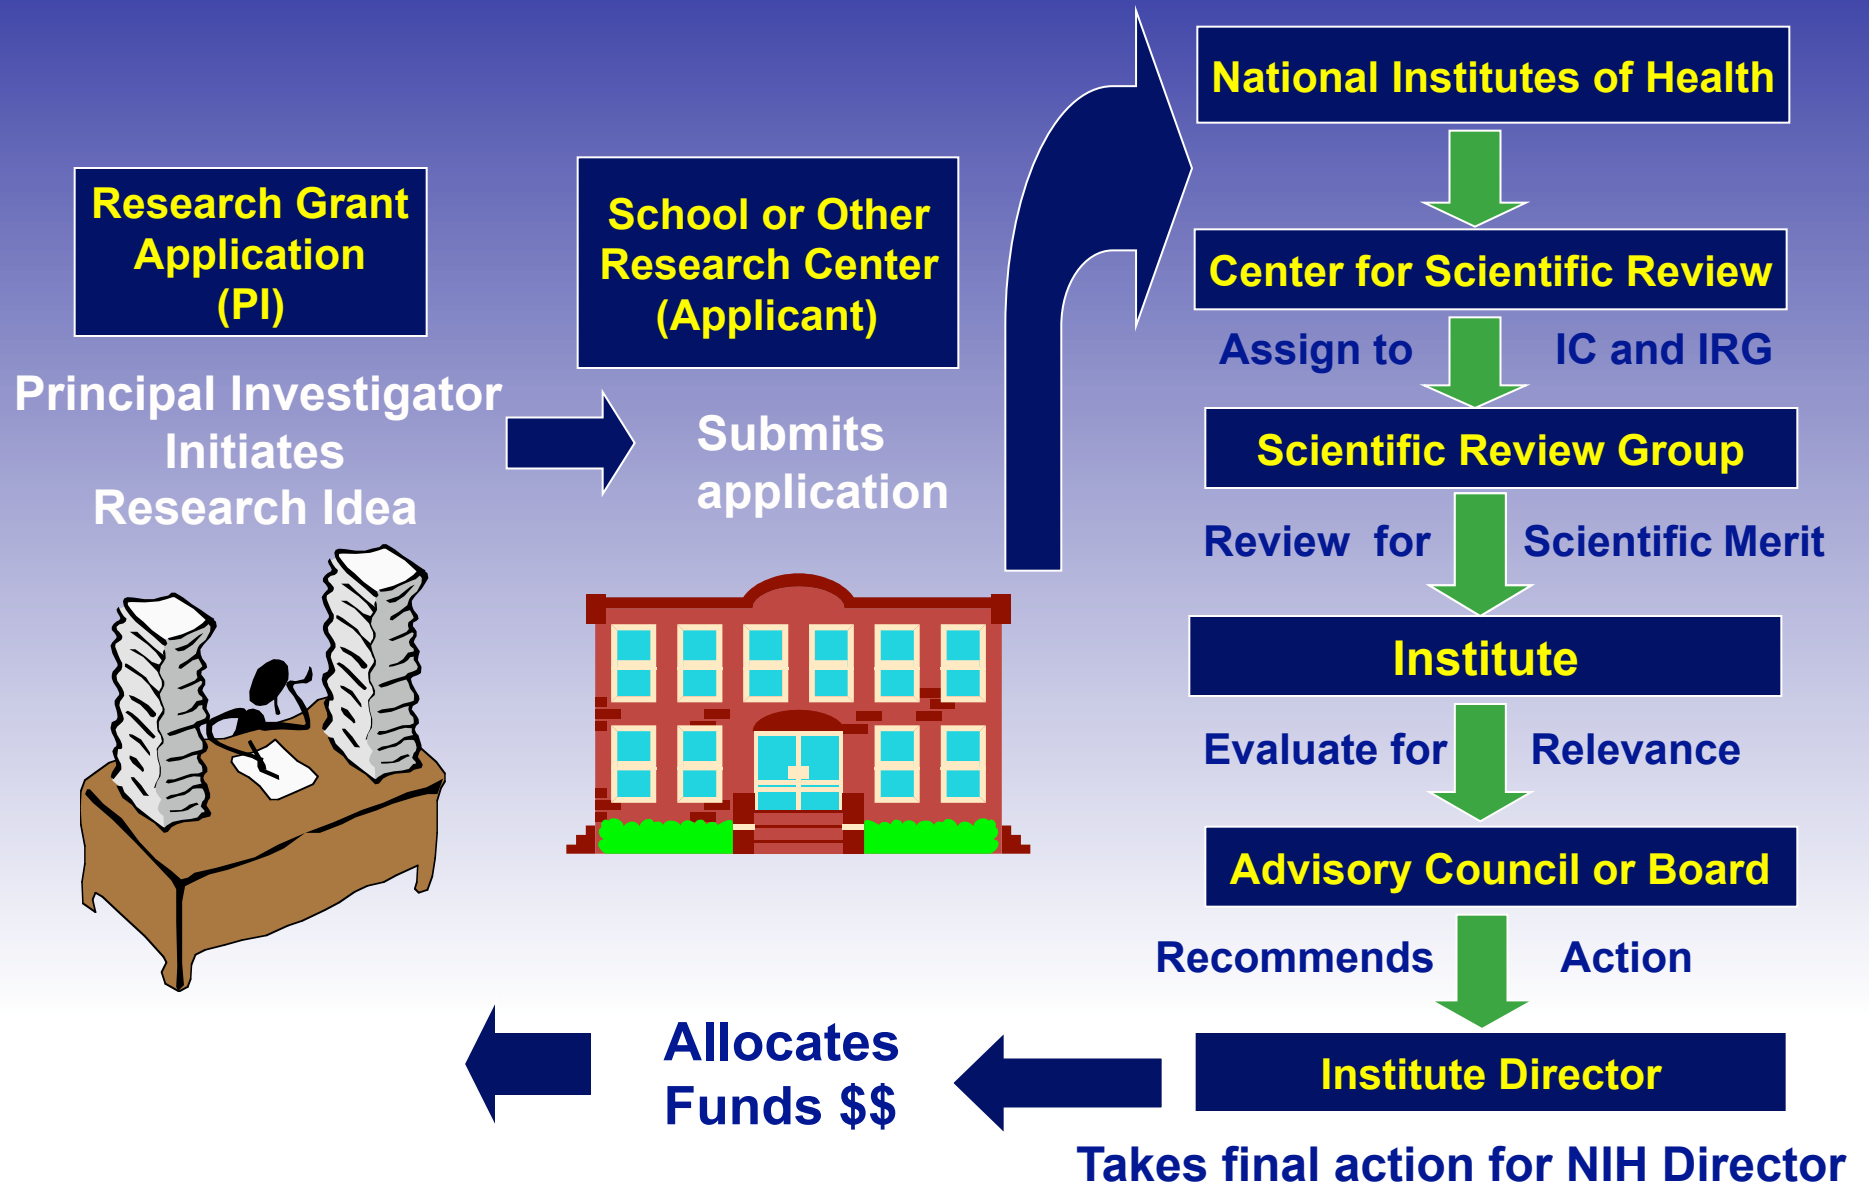 Research Grant
Application
(PI)
Principal Investigator
Initiates
Research Idea
School or Other
Research Center
(Applicant)
Submits
application
National Institutes of Health
Center for Scientific Review
Assign to IC and IRG
Scientific Review Group
Review for Scientific Merit
Institute
Evaluate for Relevance
Advisory Council or Board
Recommends Action
Institute Director
Takes final action for NIH Director
Allocates
Funds $$